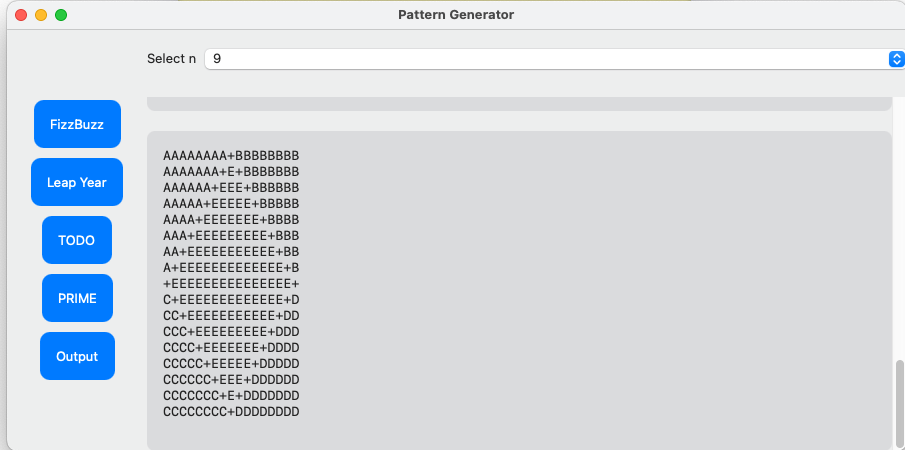 Pattern Generator
Select n 9
FizzBuzz
Leap Year
TODO
PRIME
Output
AAAAAAAA+BBBBBBBB
AAAAAAA+E+BBBBBBB
AAAAAA+EEE+BBBBBB
AAAAA+EEEEE+BBBBB
AAAA+EEEEEEE+BBBB
AAA+EEEEEEEEE+BBB
AA+EEEEEEEEEEE+BB
A+EEEEEEEEEEEEE+B
+EEEEEEEEEEEEEEE+
C+EEEEEEEEEEEEE+D
CC+EEEEEEEEEEE+DD
CCC+EEEEEEEEE+DDD
CCCC+EEEEEEE+DDDD
CCCCC+EEEEE+DDDDD
CCCCCC+EEE+DDDDDD
CCCCCCC+E+DDDDDDD
CCCCCCCC+DDDDDDDD